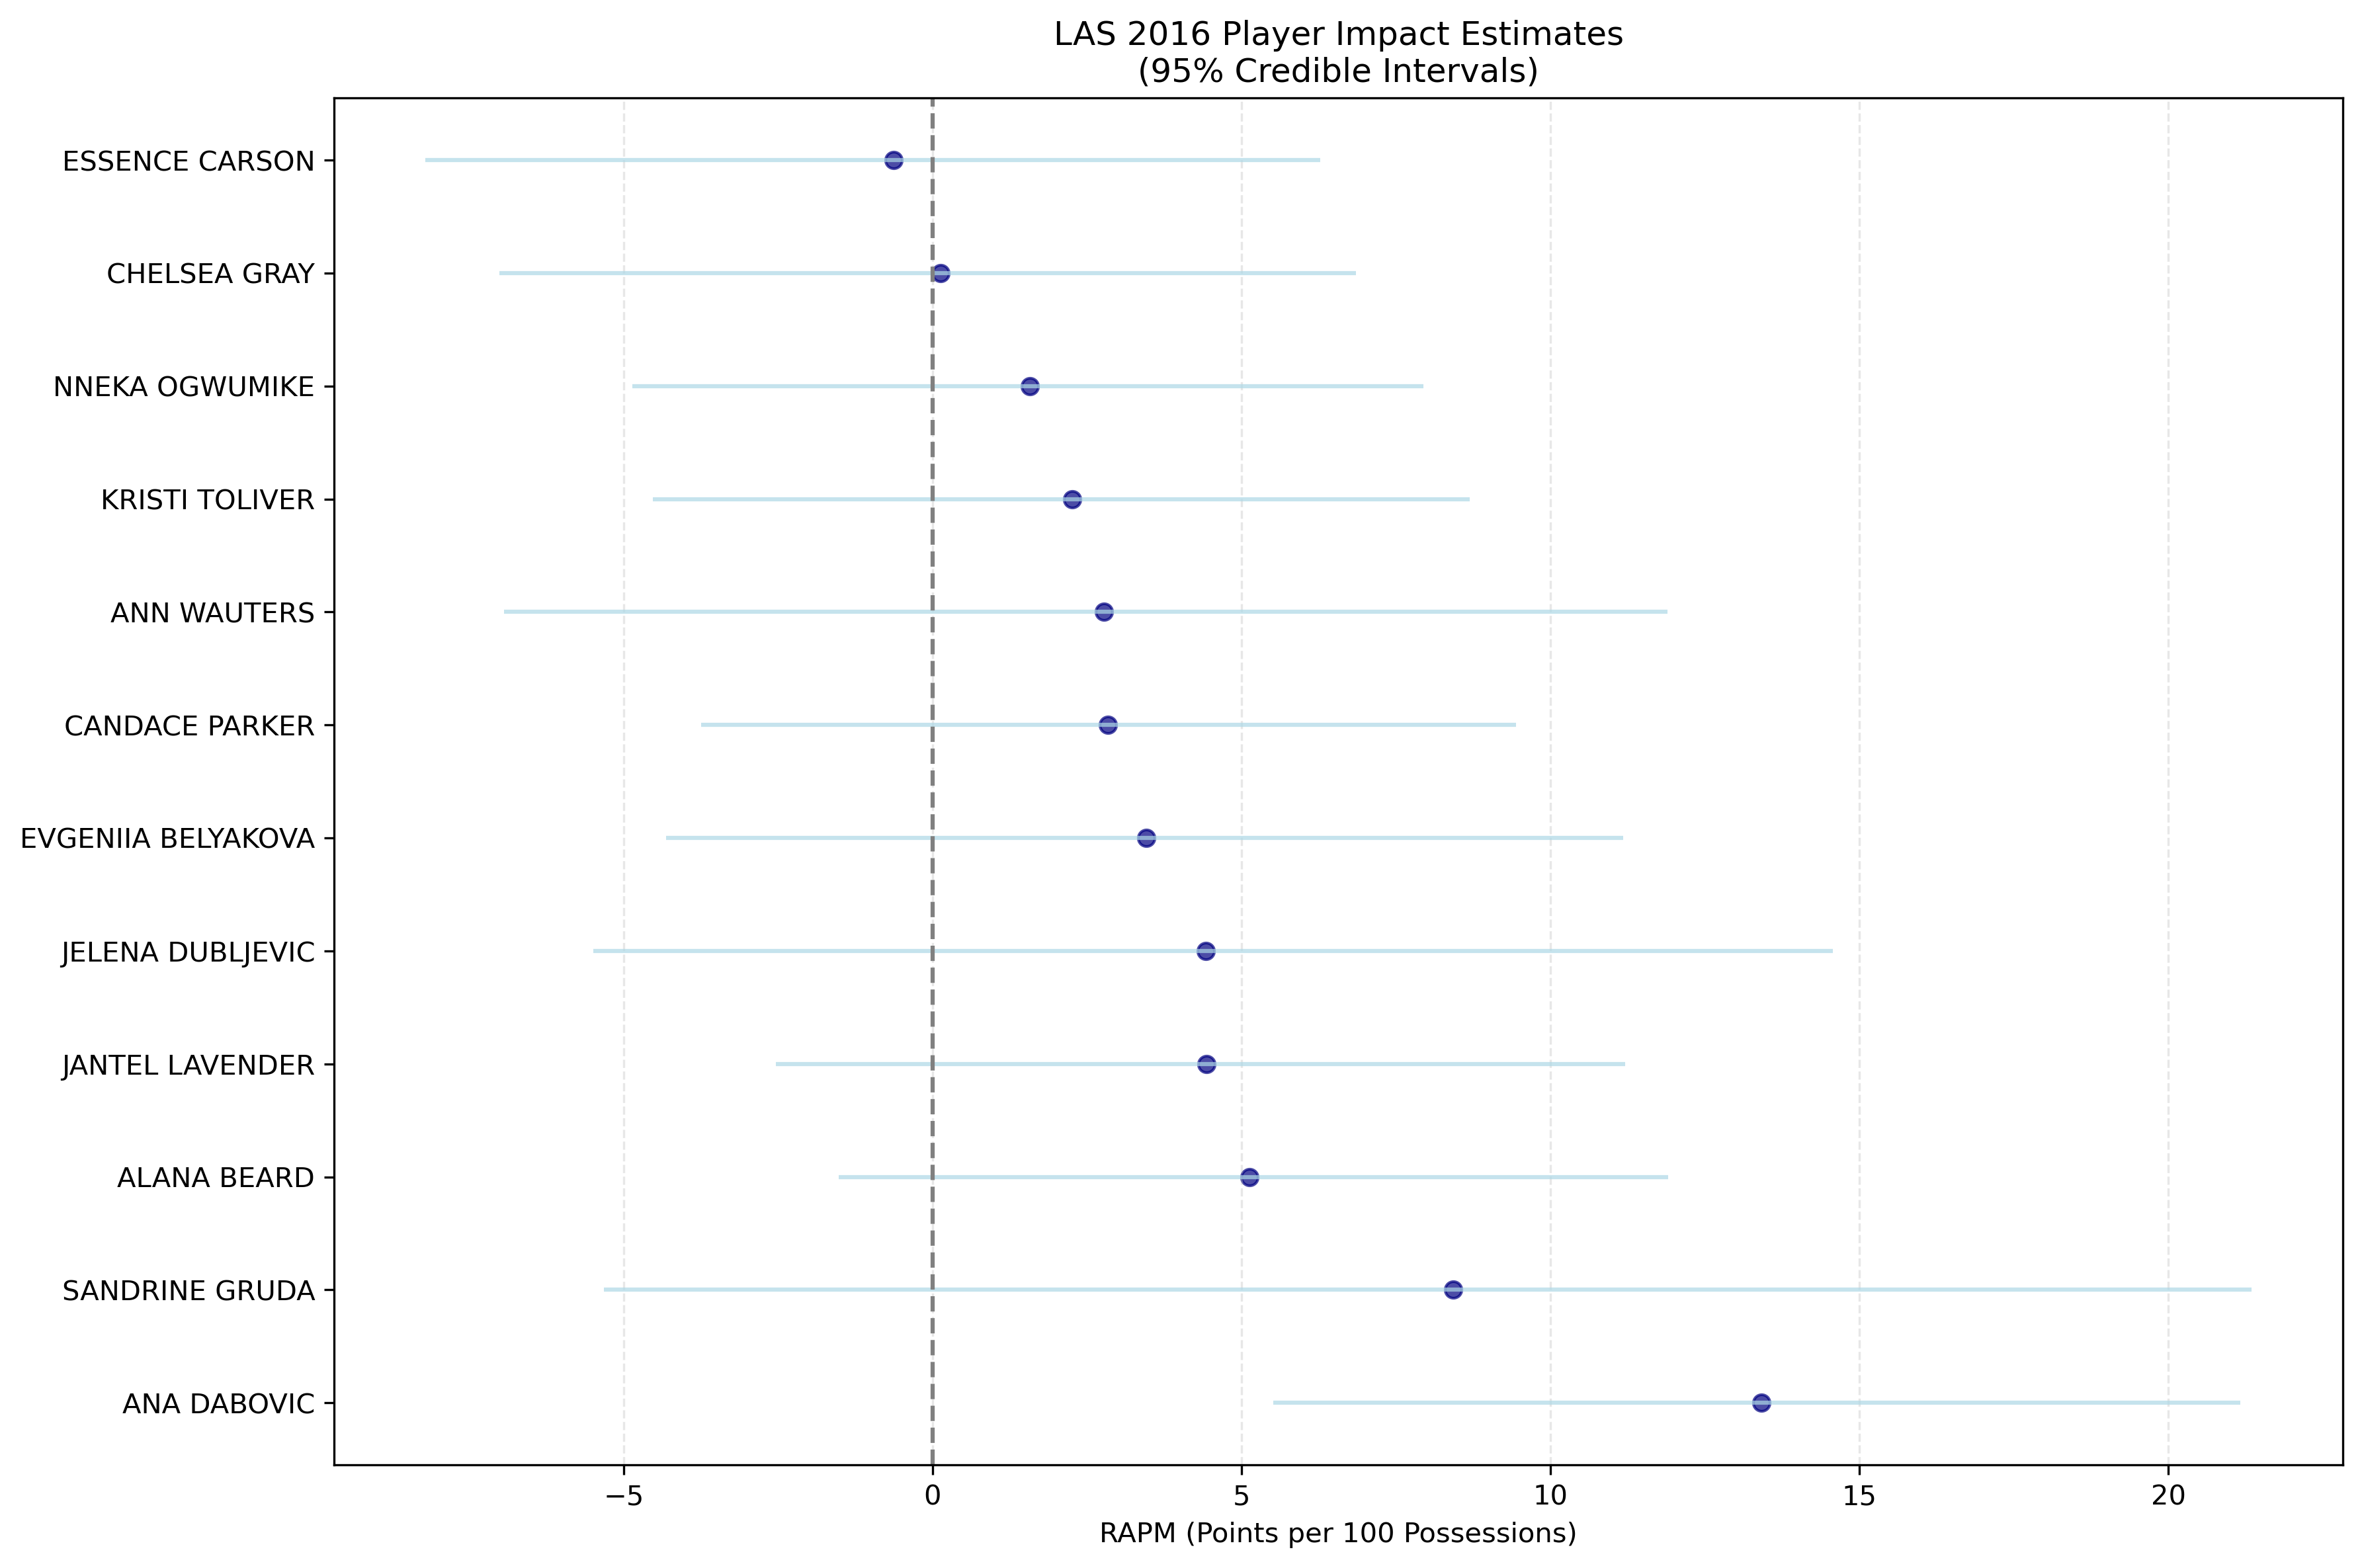 LAS 2016 Player Impact Estimates
(95% Credible Intervals)
ESSENCE CARSON
CHELSEA GRAY
NNEKA OGWUMIKE
KRISTI TOLIVER
ANN WAUTERS
CANDACE PARKER
EVGENIIA BELYAKOVA
JELENA DUBLJEVIC
JANTEL LAVENDER
ALANA BEARD
SANDRINE GRUDA
ANA DABOVIC
−5 0 5 10 15 20
RAPM (Points per 100 Possessions)